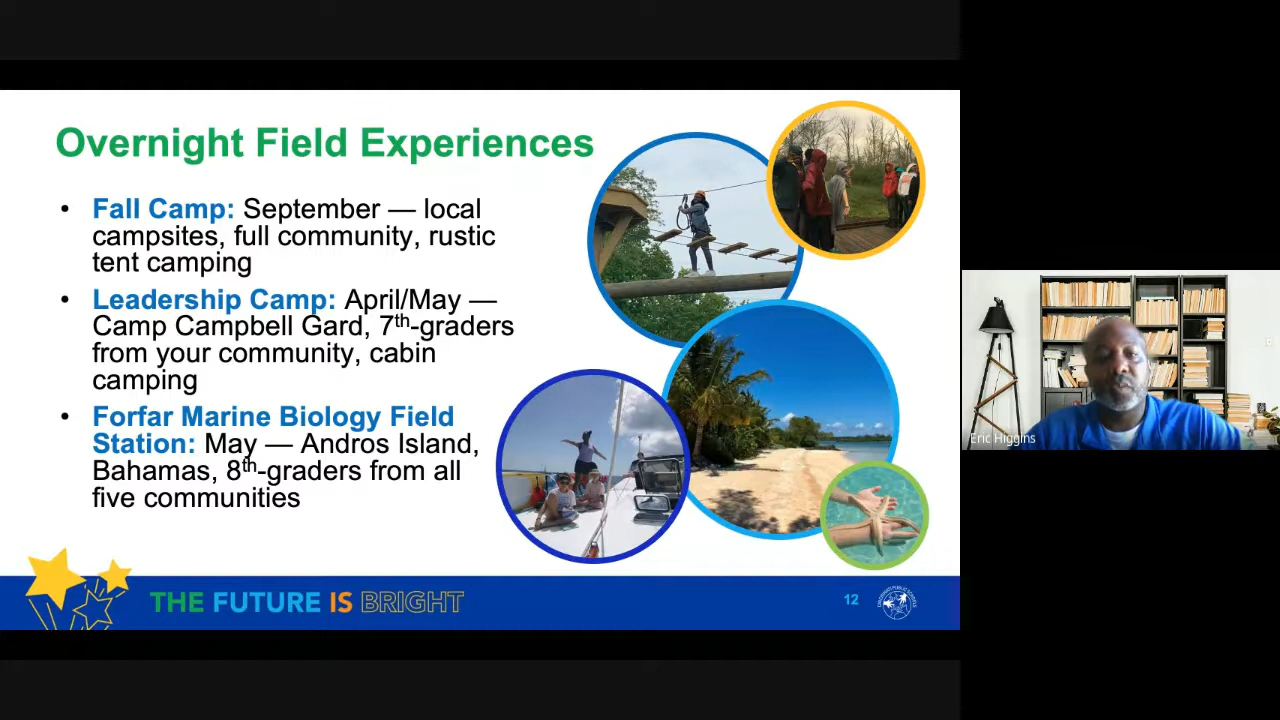 Overnight Field Experiences
• Fall Camp: September — local
campsites, full community, rustic
tent camping
• Leadership Camp: April/May —
Camp Campbell Gard, 7th-graders
from your community, cabin
camping
• Forfar Marine Biology Field
Station: May — Andros Island,
Bahamas, 8th-graders from all
five communities
THE FUTURE IS BRIGHT
12
Eric Higgins